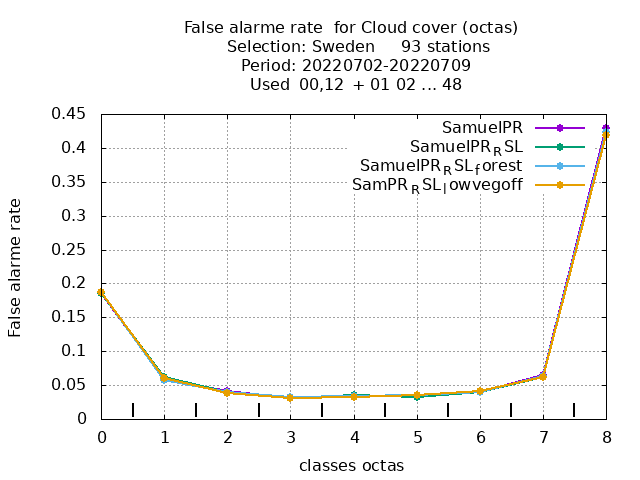 False alarme rate  for Cloud cover (octas)
Selection: Sweden     93 stations
Period: 20220702-20220709
Used  00,12  + 01 02 ... 48
0.45
0.4
0.35
0.3
0.25
0.2
0.15
0.1
0.05
0
False alarme rate
SamuelPR
SamuelPR_RSL
SamuelPR_RSL_forest
SamPR_RSL_lowvegoff
0 1 2 3 4 5 6 7 8
classes octas